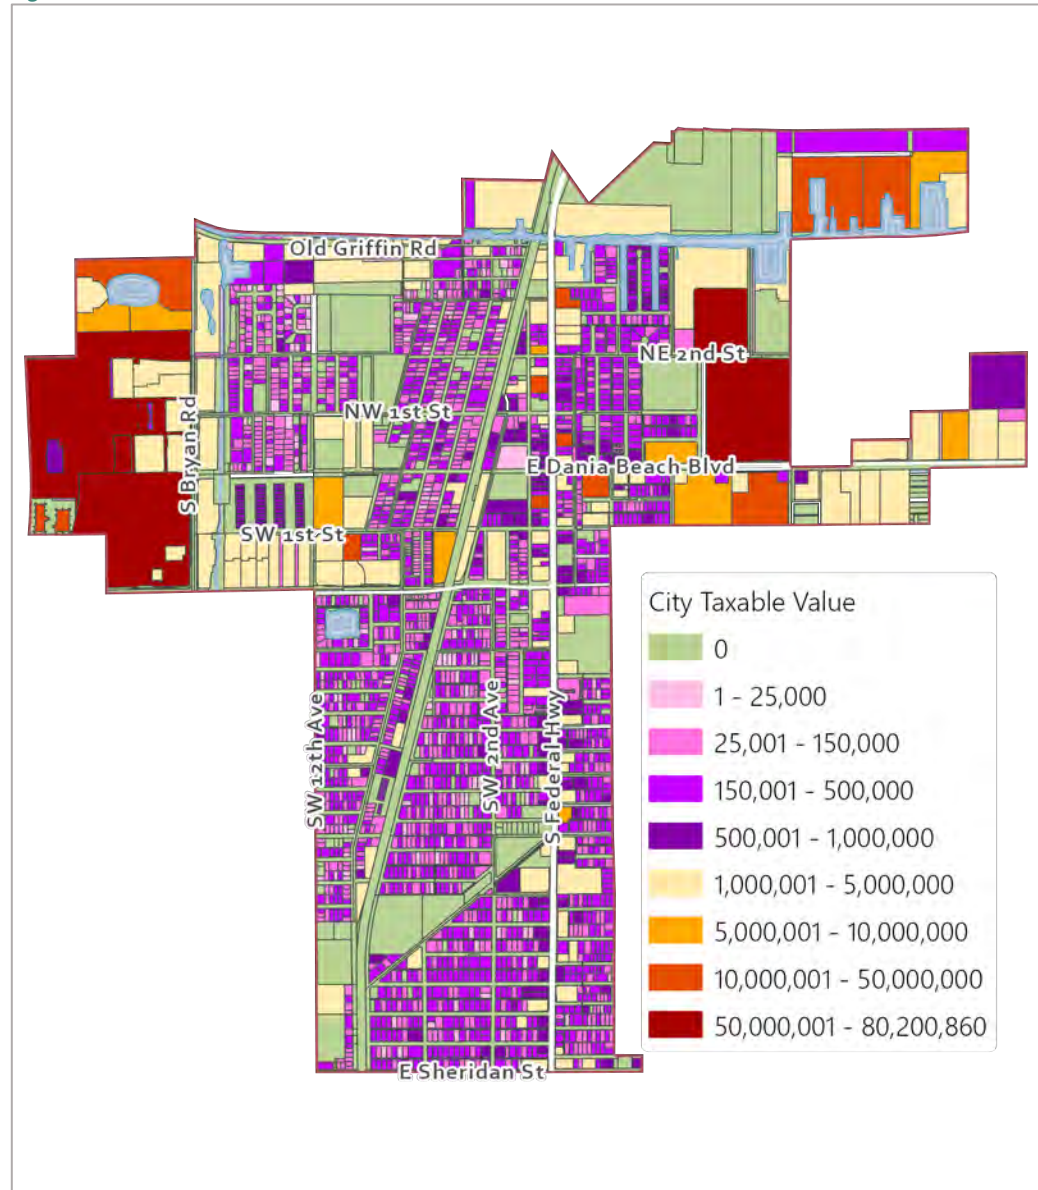 Old Griffin Rd
NE 2nd St
NW 1st St
S Bryan Rd
E Dania Beach Blvd
SW 1st St
City Taxable Value
0
1 - 25,000
25,001 - 150,000
150,001 - 500,000
500,001 - 1,000,000
1,000,001 - 5,000,000
5,000,001 - 10,000,000
10,000,001 - 50,000,000
50,000,001 - 80,200,860
SW 12th Ave
SW 2nd Ave
S Federal Hwy
E Sheridan St